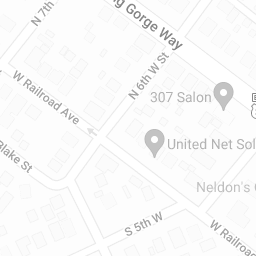 N 7th
g Gorge Way
W Railroad Ave
N 6th W St
307 Salon
United Net Sol
Blake St
Neldon's
S 5th W
W Railroa